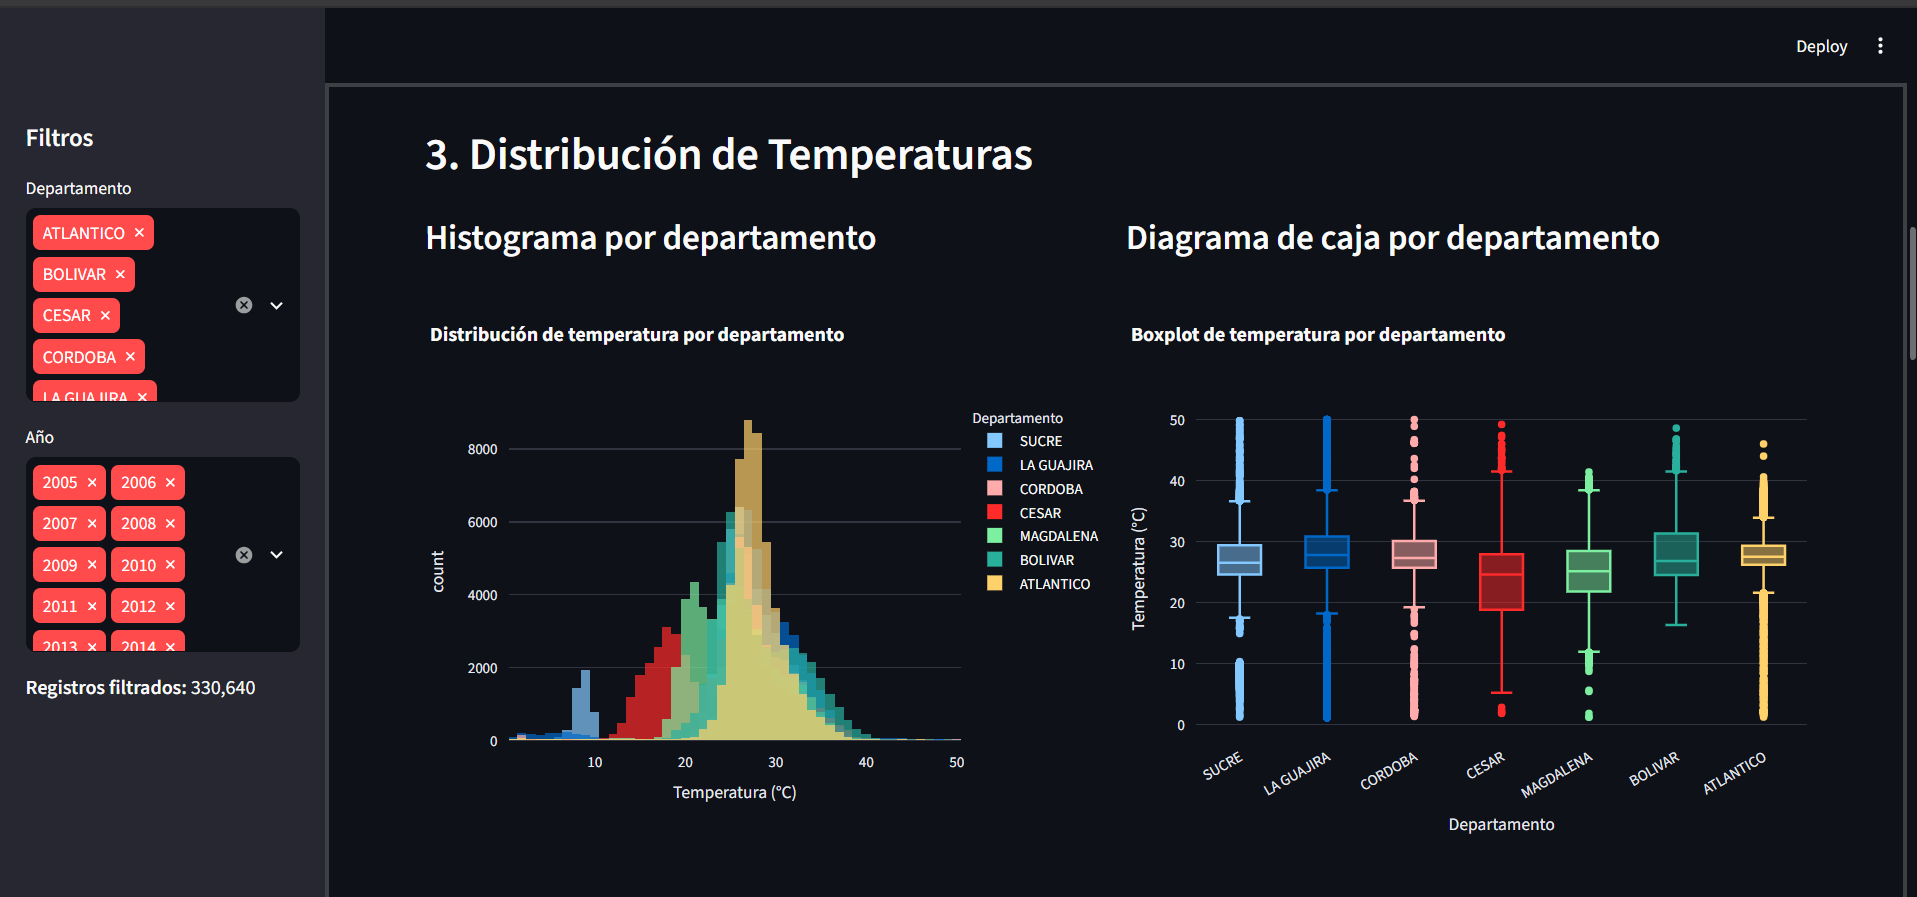 Deploy
Filtros
Departamento
ATLANTICO
BOLIVAR
CESAR
CORDOBA
LA GUAJIRA
Año
2005 2006
2007 2008
2009 2010
2011 2012
2013 2014
Registros filtrados: 330,640
3. Distribución de Temperaturas
Histograma por departamento
Distribución de temperatura por departamento
8000
6000
4000
2000
0
count
10 20 30 40 50
Temperatura (°C)
Departamento
SUCRE
LA GUAJIRA
CORDOBA
CESAR
MAGDALENA
BOLIVAR
ATLANTICO
Diagrama de caja por departamento
Boxplot de temperatura por departamento
50
40
30
20
10
0
Temperatura (°C)
SUCRE LA GUAJIRA CORDOBA CESAR MAGDALENA BOLIVAR ATLANTICO
Departamento